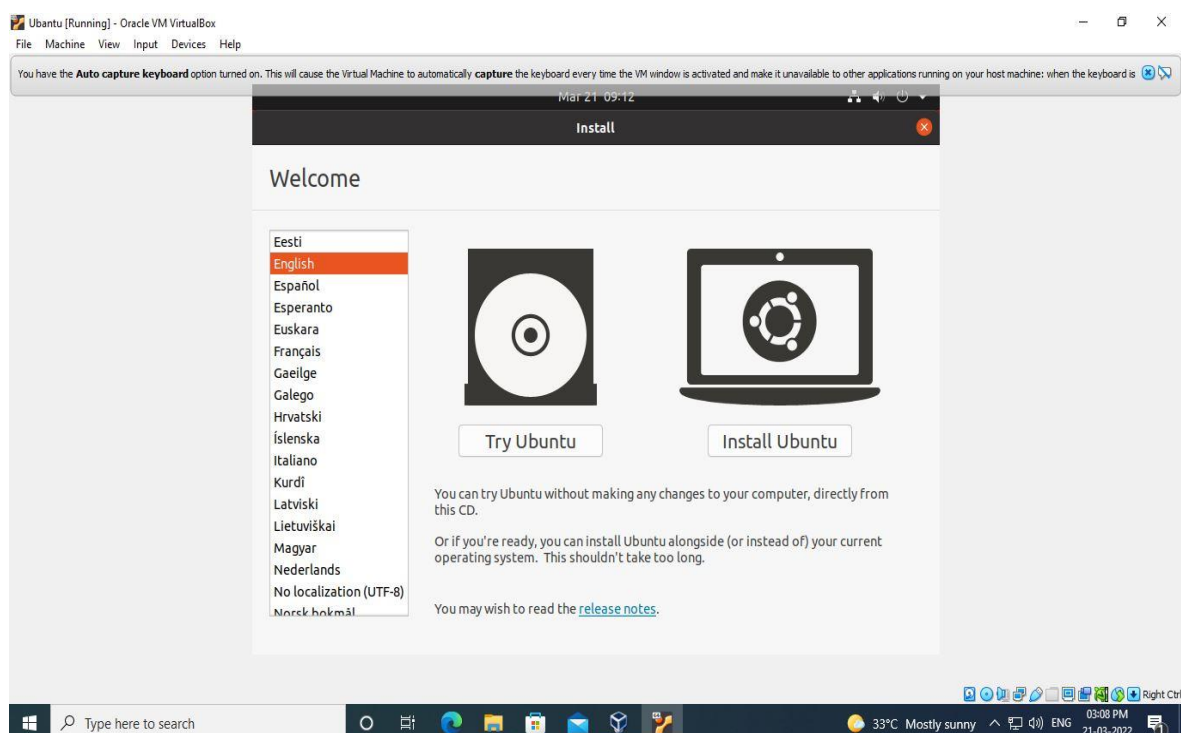 Ubantu [Running] - Oracle VM VirtualBox
File Machine View Input Devices Help
You have the Auto capture keyboard option turned on. This will cause the Virtual Machine to automatically capture the keyboard every time the VM window is activated and make it unavailable to other applications running on your host machine: when the keyboard is
Mar 21 09:12
Install
Welcome
Eesti
English
Español
Esperanto
Euskara
Français
Gaeilge
Galego
Hrvatski
Íslenska
Italiano
Kurdî
Latviski
Lietuviškai
Magyar
Nederlands
No localization (UTF-8)
Norsk bokmål
Try Ubuntu
Install Ubuntu
You can try Ubuntu without making any changes to your computer, directly from
this CD.
Or if you're ready, you can install Ubuntu alongside (or instead of) your current
operating system. This shouldn't take too long.
You may wish to read the release notes.
Right Ctrl
Type here to search
33°C Mostly sunny
ENG
03:08 PM
21-03-2022
1